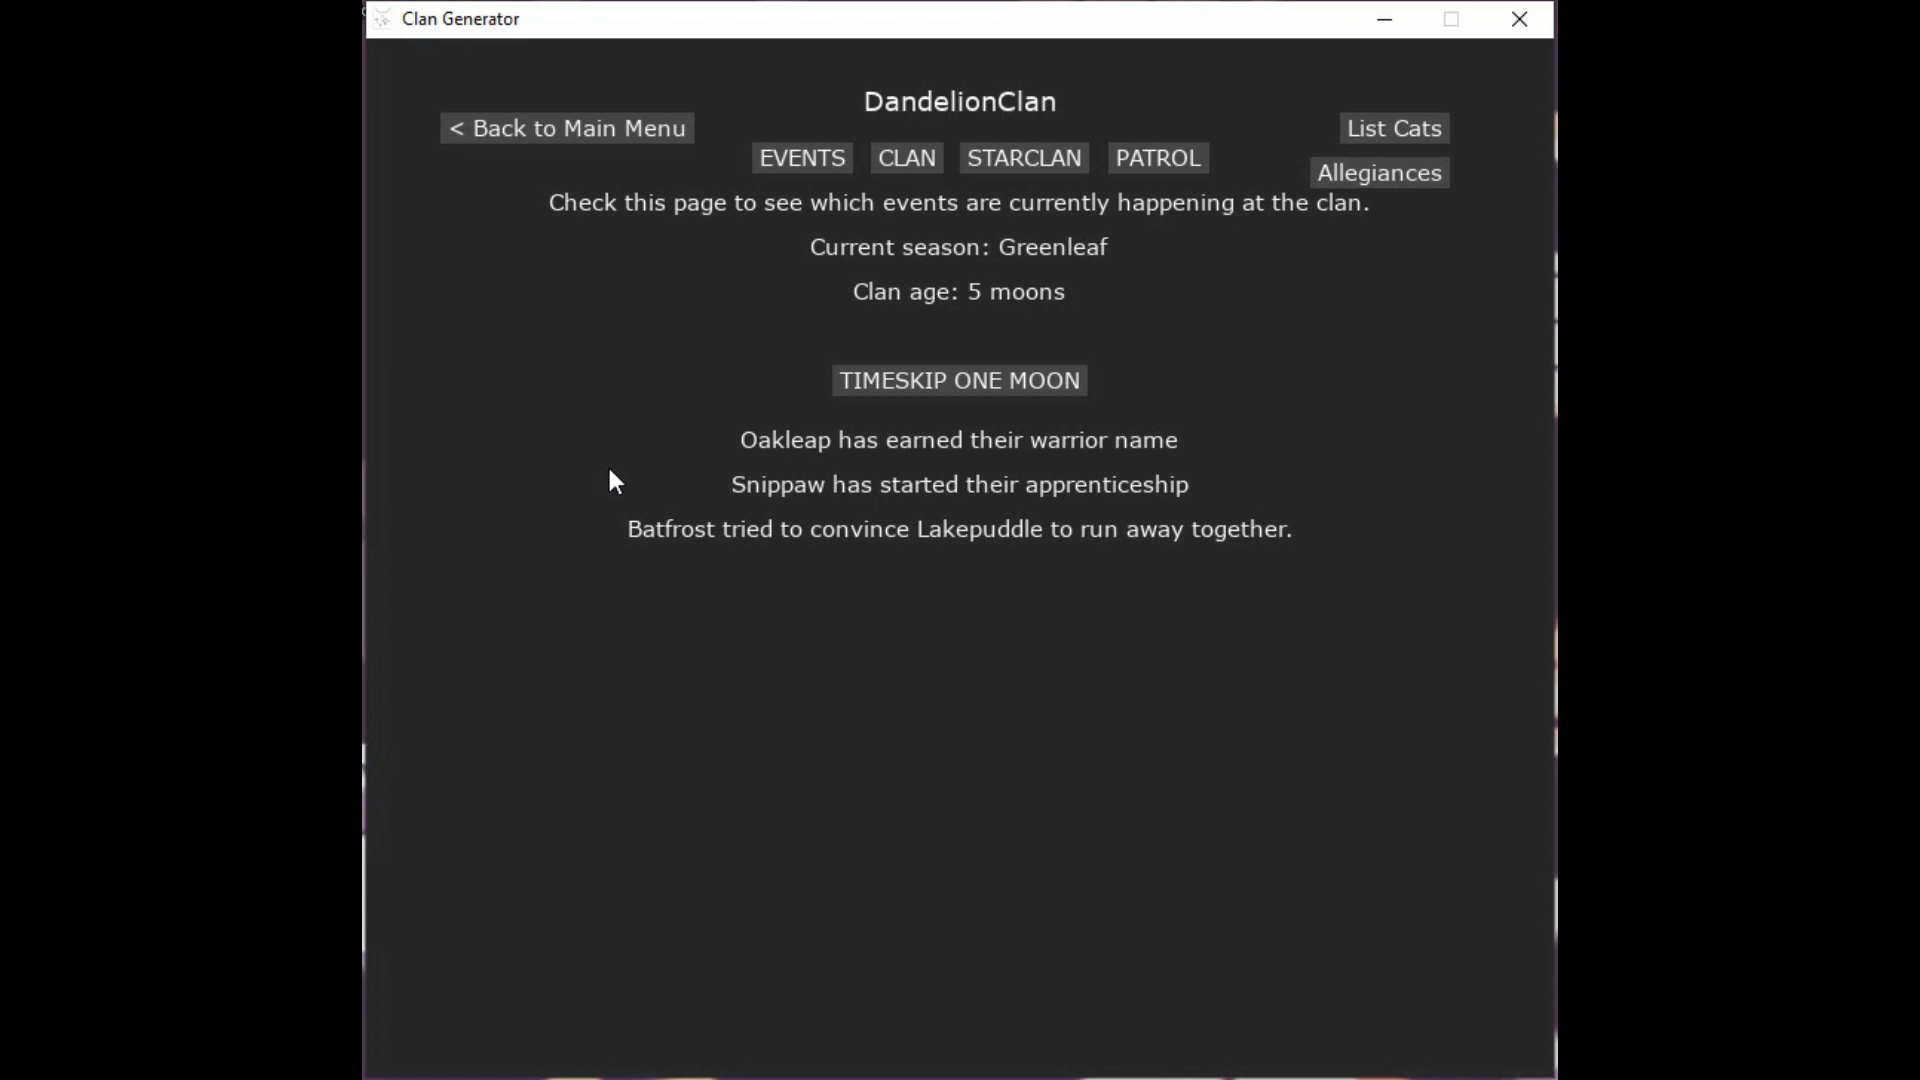 Clan Generator
DandelionClan
< Back to Main Menu
List Cats
EVENTS CLAN STARCLAN PATROL
Allegiances
Check this page to see which events are currently happening at the clan.
Current season: Greenleaf
Clan age: 5 moons
TIMESKIP ONE MOON
Oakleap has earned their warrior name
Snippaw has started their apprenticeship
Batfrost tried to convince Lakepuddle to run away together.